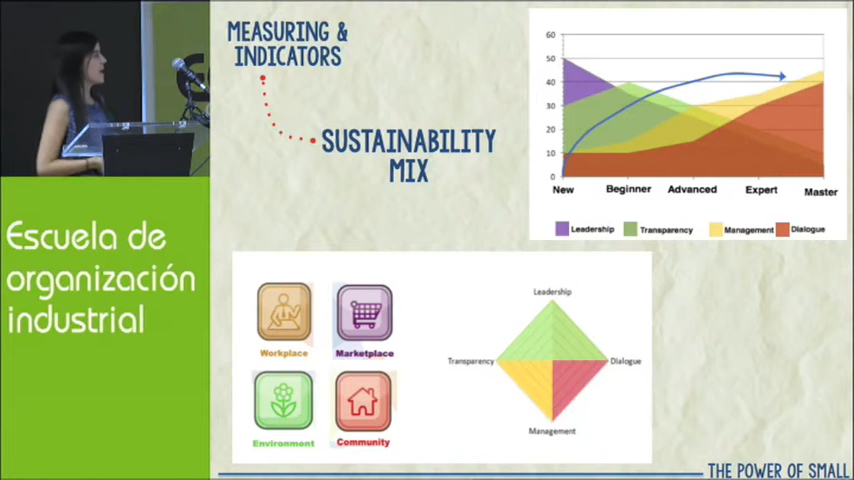 MEASURING &
INDICATORS
SUSTAINABILITY
MIX
60
50
40
30
20
10
0
New Beginner Advanced Expert Master
Leadership Transparency Management Dialogue
Escuela de
organización
industrial
Workplace Marketplace
Environment Community
Leadership
Transparency Dialogue
Management
THE POWER OF SMALL